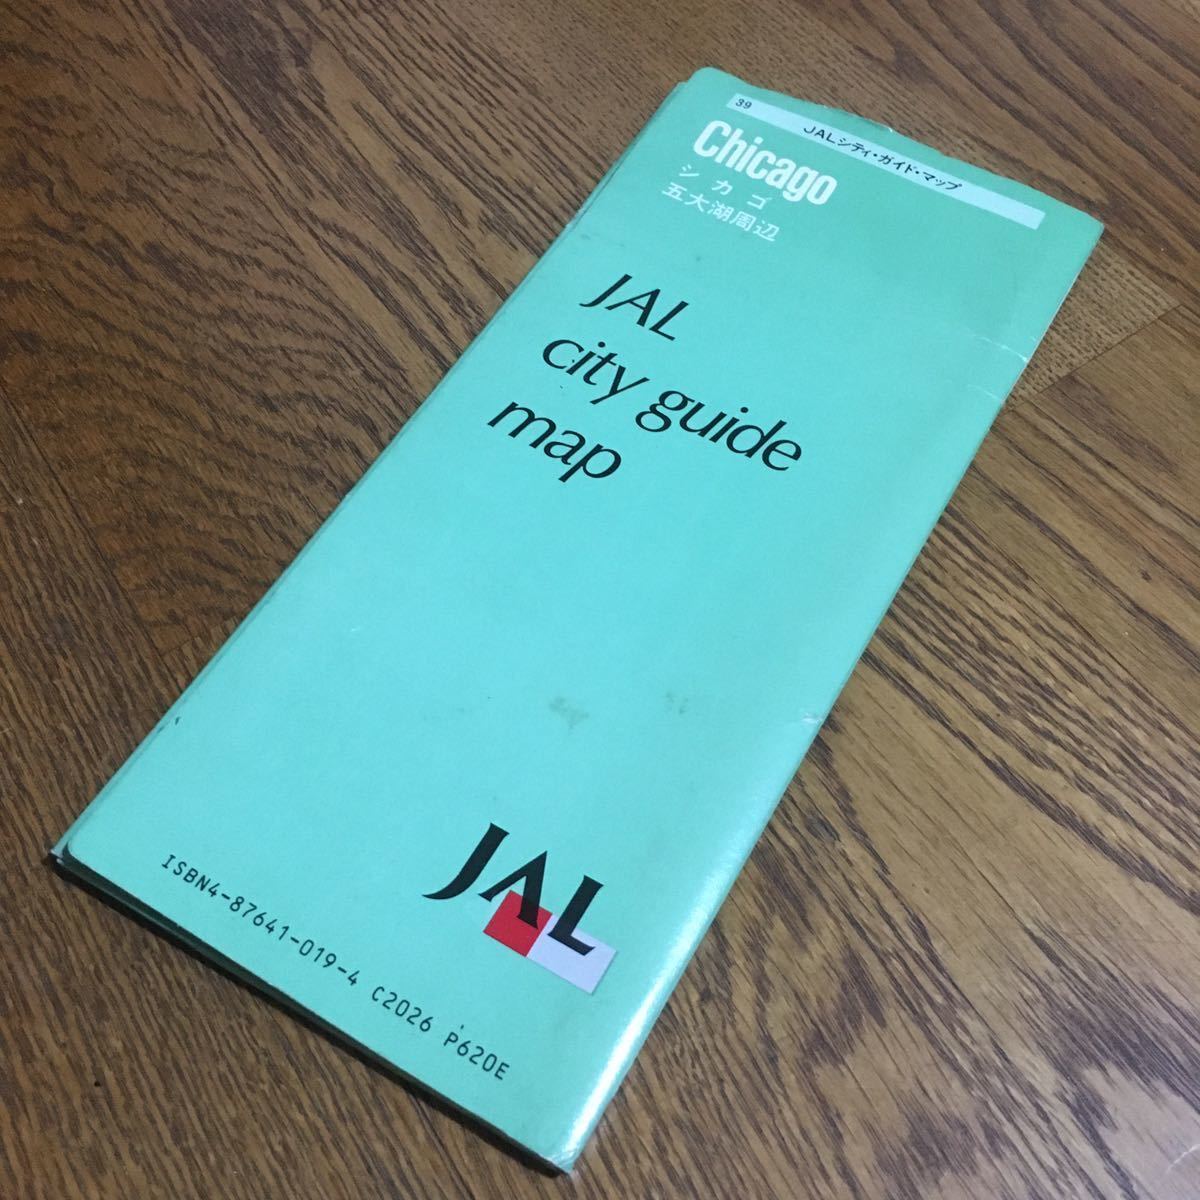 39
JALシティ・ガイド・マップ
Chicago
シカゴ
五大湖周辺
JAL
city guide
map
JAL
ISBN4-87641-019-4 C2026 P620E